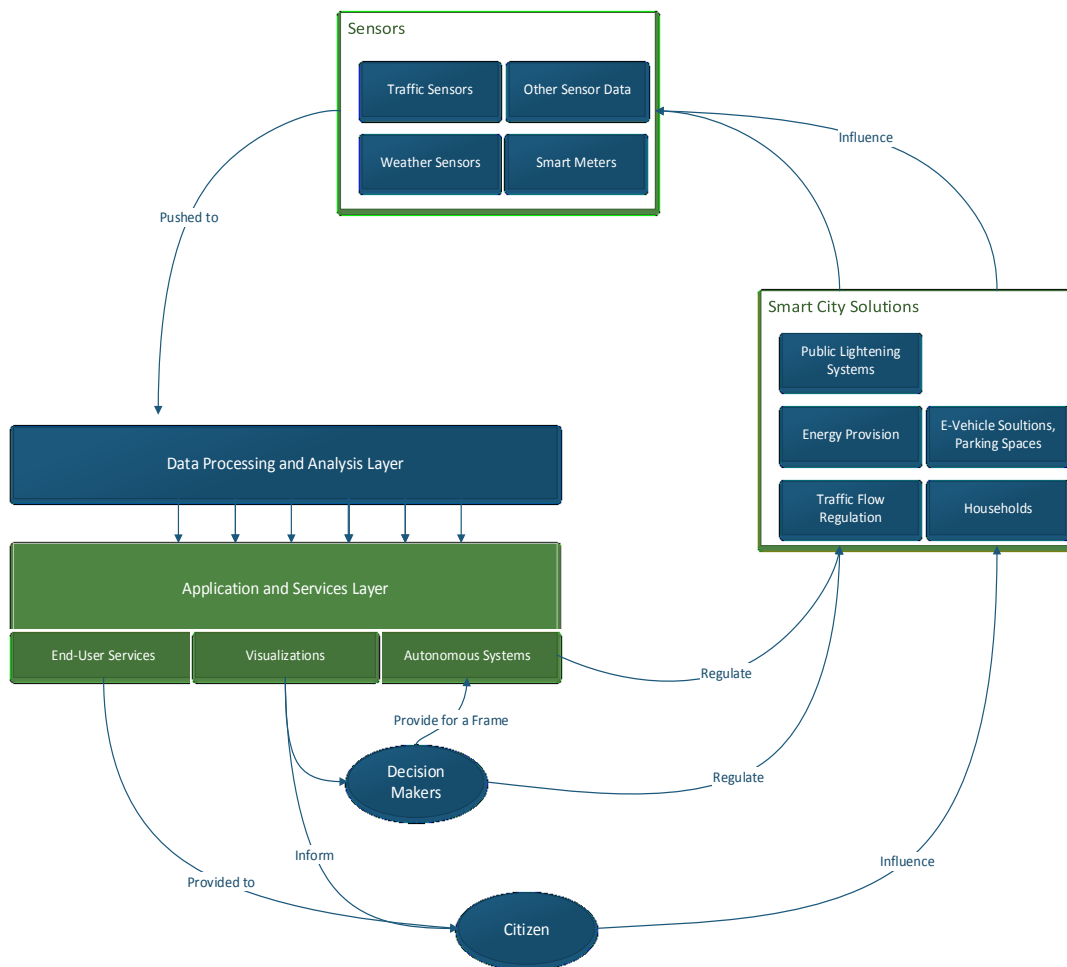 Sensors
Traffic Sensors
Other Sensor Data
Weather Sensors
Smart Meters
Influence
Pushed to
Smart City Solutions
Public Lightening
Systems
Energy Provision
E-Vehicle Soultions,
Parking Spaces
Traffic Flow
Regulation
Households
Data Processing and Analysis Layer
Application and Services Layer
End-User Services
Visualizations
Autonomous Systems
Regulate
Provide for a Frame
Decision
Makers
Regulate
Inform
Influence
Provided to
Citizen